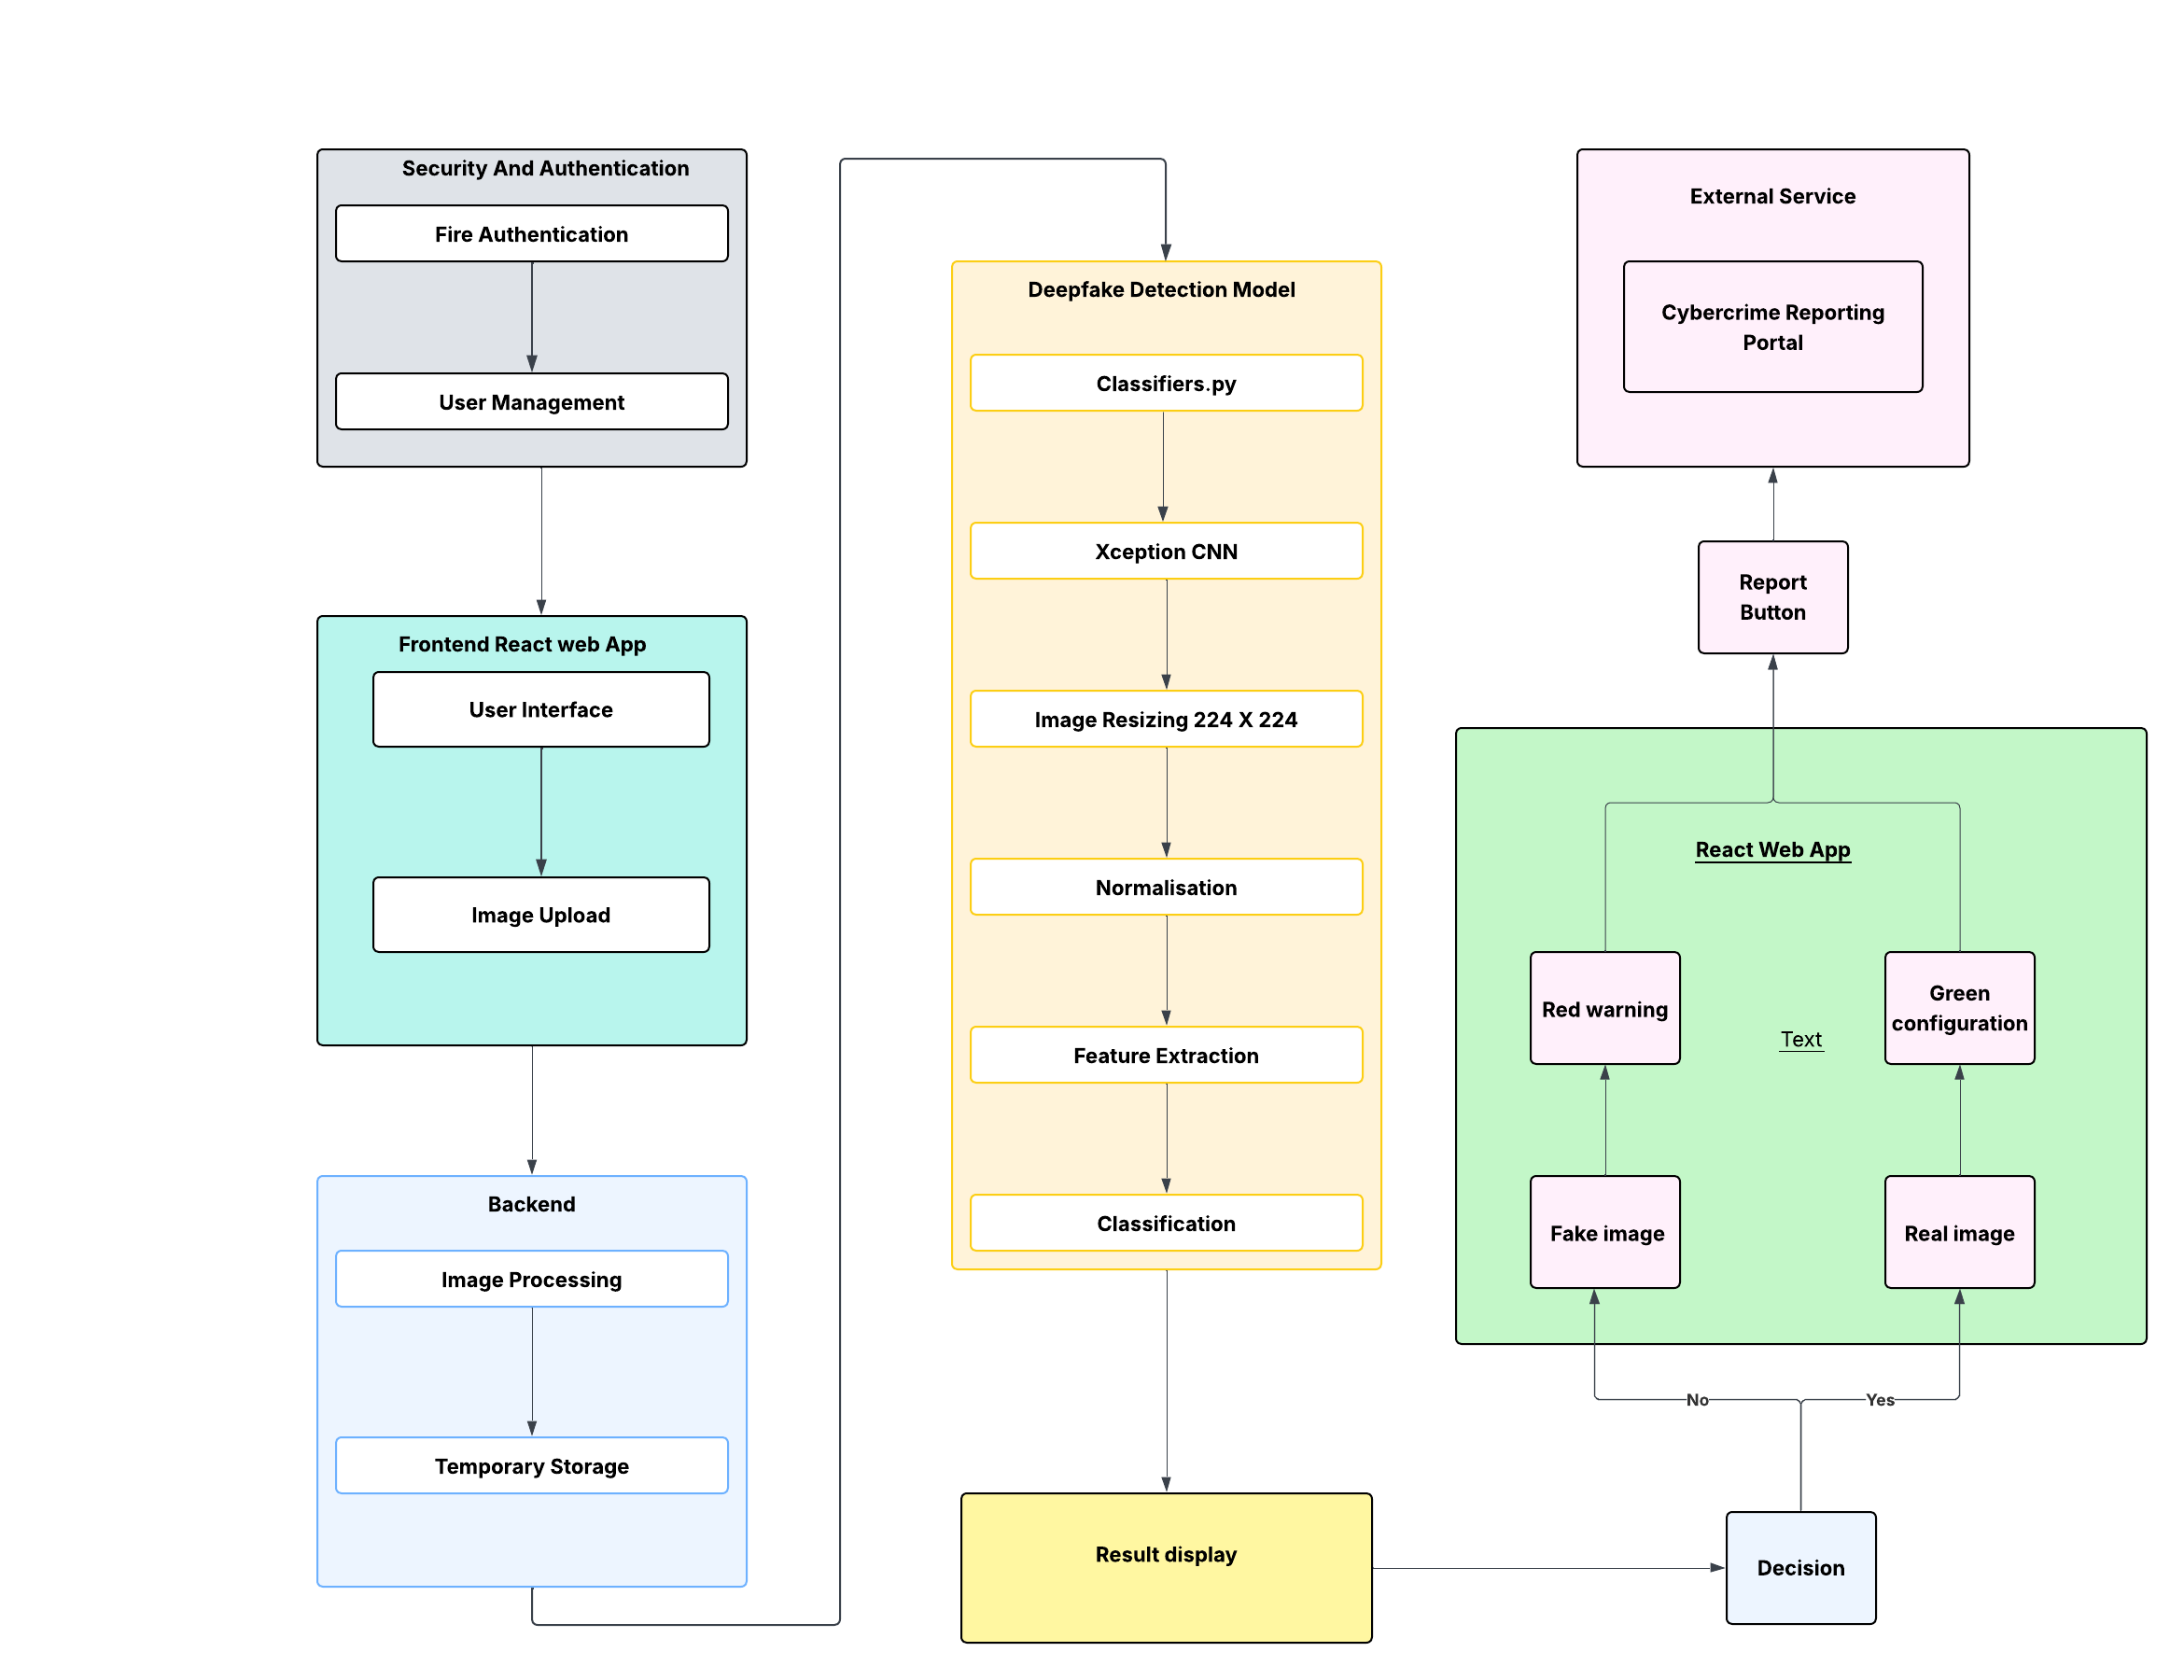 Security And Authentication
Fire Authentication
User Management
Frontend React web App
User Interface
Image Upload
Backend
Image Processing
Temporary Storage
Deepfake Detection Model
Classifiers.py
Xception CNN
Image Resizing 224 X 224
Normalisation
Feature Extraction
Classification
Result display
External Service
Cybercrime Reporting
Portal
Report
Button
React Web App
Red warning
Green
configuration
Text
Fake image
Real image
No
Yes
Decision